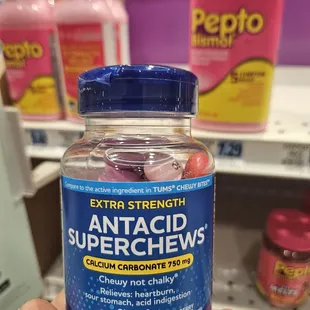 Pepto
Pepto
Bismol
Compare to the active ingredient in TUMS® CHEWY BITES®
EXTRA STRENGTH
ANTACID
SUPERCHEWS®
CALCIUM CARBONATE 750 mg
Chewy not chalky
Relieves: heartburn,
sour stomach, acid indigestion
Pepto